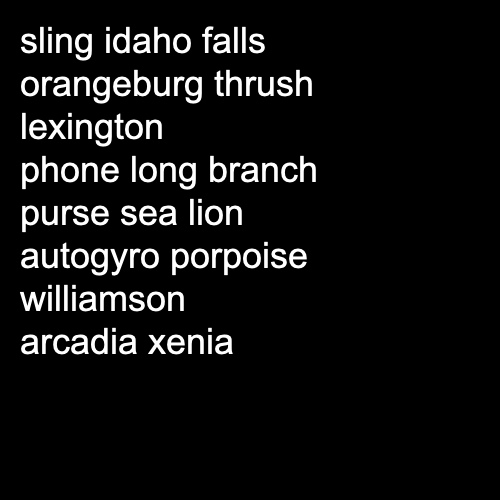 sling idaho falls
orangeburg thrush
lexington
phone long branch
purse sea lion
autogyro porpoise
williamson
arcadia xenia